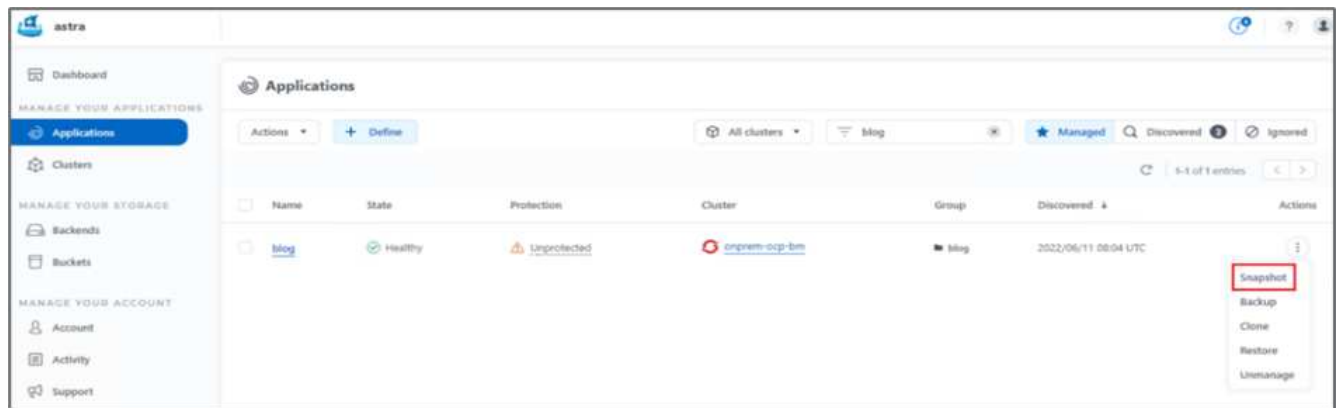 astra
?
Dashboard
MANAGE YOUR APPLICATIONS
Applications
Clusters
MANAGE YOUR STORAGE
Backends
Buckets
MANAGE YOUR ACCOUNT
Account
Activity
Support
Applications
Actions
+ Define
All clusters
blog
Managed
Discovered 3
Ignored
1-1 of 1 entries
Name State Protection Cluster Group Discovered Actions
blog Healthy Unprotected onprem-ocp-bm blog 2022/06/11 08:04 UTC
Snapshot
Backup
Clone
Restore
Unmanage